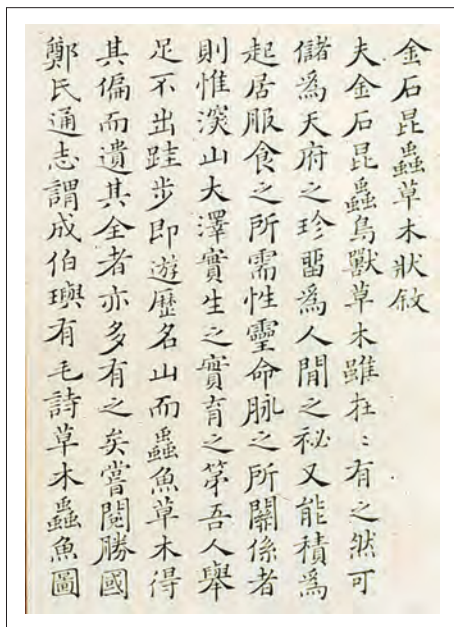 金石昆蟲草木狀敘
夫金石昆蟲鳥獸草木雖在〻有之然可
儲爲天府之珍畱爲人閒之祕又能積爲
起居服食之所需性靈命脉之所關係者
則惟深山大澤實生之實育之第吾人舉
足不出跬步即遊歷名山而蟲魚草木得
其偏而遺其全者亦多有之矣嘗閱勝國
鄭氏通志謂成伯璵有毛詩草木蟲魚圖